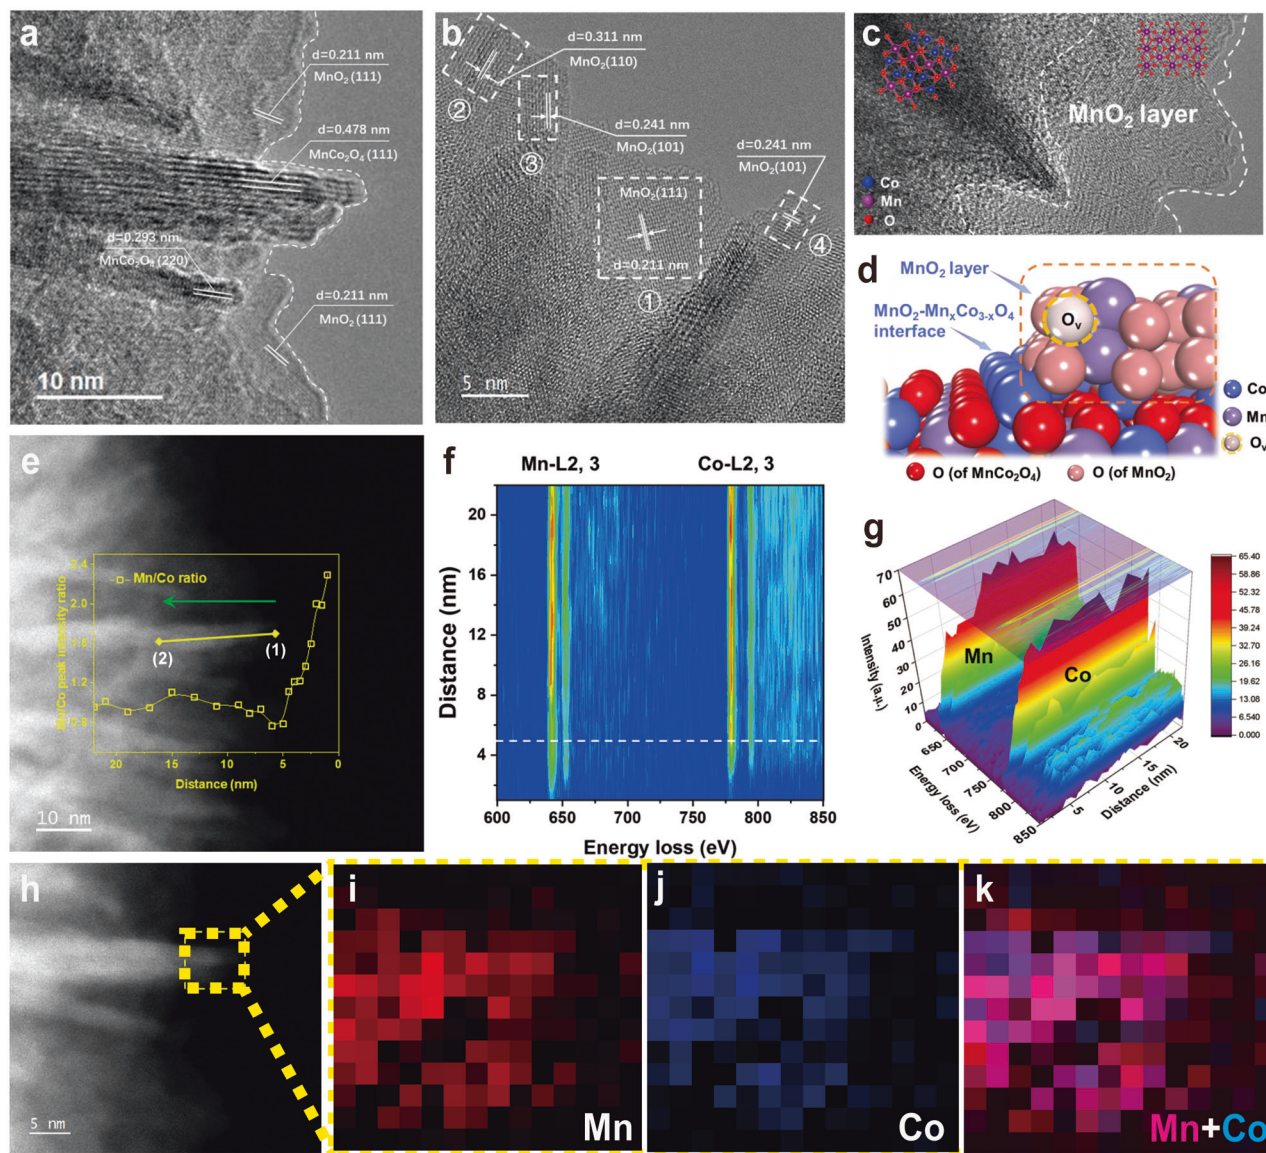 a
d=0.211 nm
MnO₂ (111)
d=0.478 nm
MnCo₂O₄ (111)
d=0.293 nm
MnCo₂O₄ (220)
d=0.211 nm
MnO₂ (111)
10 nm
b
d=0.311 nm
MnO₂(110)
②
d=0.241 nm
MnO₂(101)
③
d=0.241 nm
MnO₂(101)
④
MnO₂(111)
d=0.211 nm
①
5 nm
c
MnO₂ layer
Co
Mn
O
d
MnO₂ layer
MnO₂-MnₓCo₃₋ₓO₄
interface
Oᵥ
Co
Mn
Oᵥ
O (of MnCo₂O₄)
O (of MnO₂)
e
Mn/Co peak intensity ratio
2.4
2.0
1.6
1.2
0.8
Mn/Co ratio
(2)
(1)
20
15
10
5
0
Distance (nm)
10 nm
f
Mn-L2, 3
Co-L2, 3
Distance (nm)
20
16
12
8
4
600
650
700
750
800
850
Energy loss (eV)
g
Intensity (a.μ.)
70
60
50
40
30
20
10
0
Mn
Co
650
700
750
800
850
Energy loss (eV)
5
10
15
20
Distance (nm)
65.40
58.86
52.32
45.78
39.24
32.70
26.16
19.62
13.08
6.540
0.000
h
5 nm
i
Mn
j
Co
k
Mn+Co